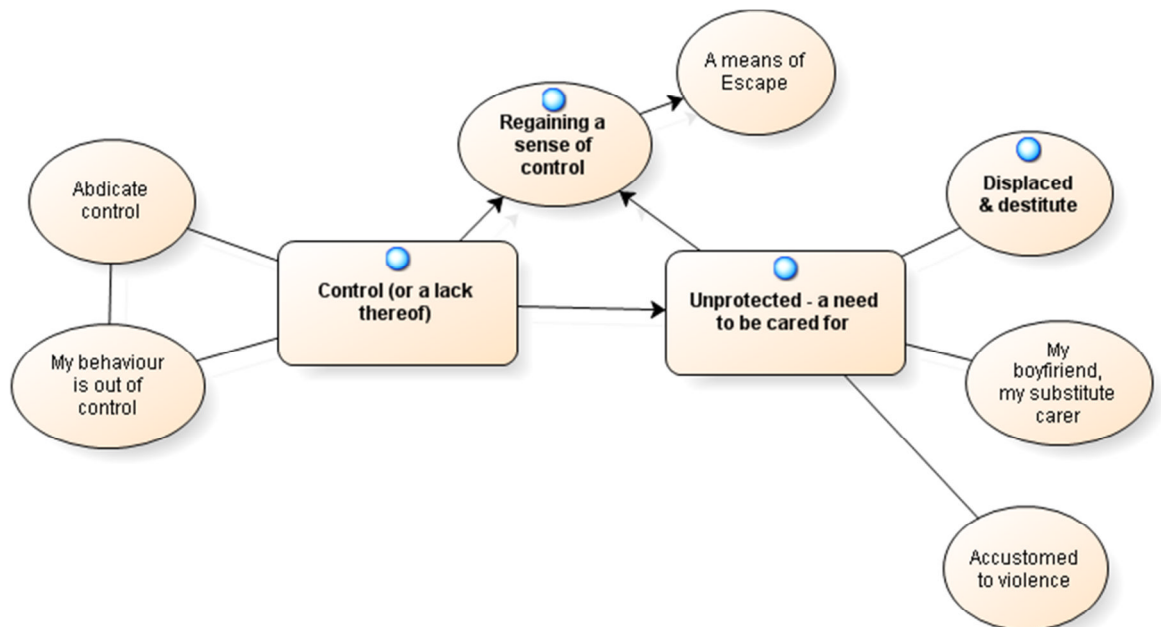 A means of
Escape
Regaining a
sense of
control
Displaced
& destitute
Abdicate
control
Control (or a lack
thereof)
Unprotected - a need
to be cared for
My behaviour
is out of
control
My
boyfiriend,
my substitute
carer
Accustomed
to violence